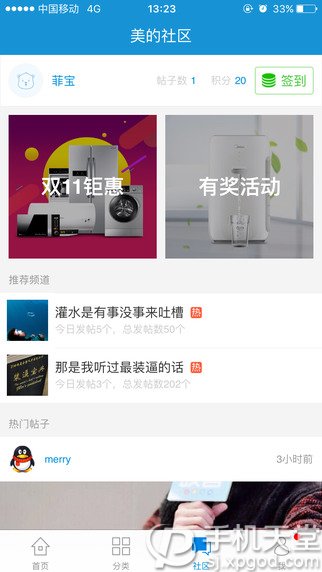 中国移动 4G 13:23 33%
美的社区
菲宝 帖子数 1 积分 20 签到
双11钜惠
有奖活动
Midea
推荐频道
灌水是有事没事来吐槽 热
今日发帖5个，总发帖数50个
那是我听过最装逼的话 热
今日发帖3个，总发帖数202个
热门帖子
merry 3小时前
首页 分类 社区 我
手机天堂
sj.xpgod.com